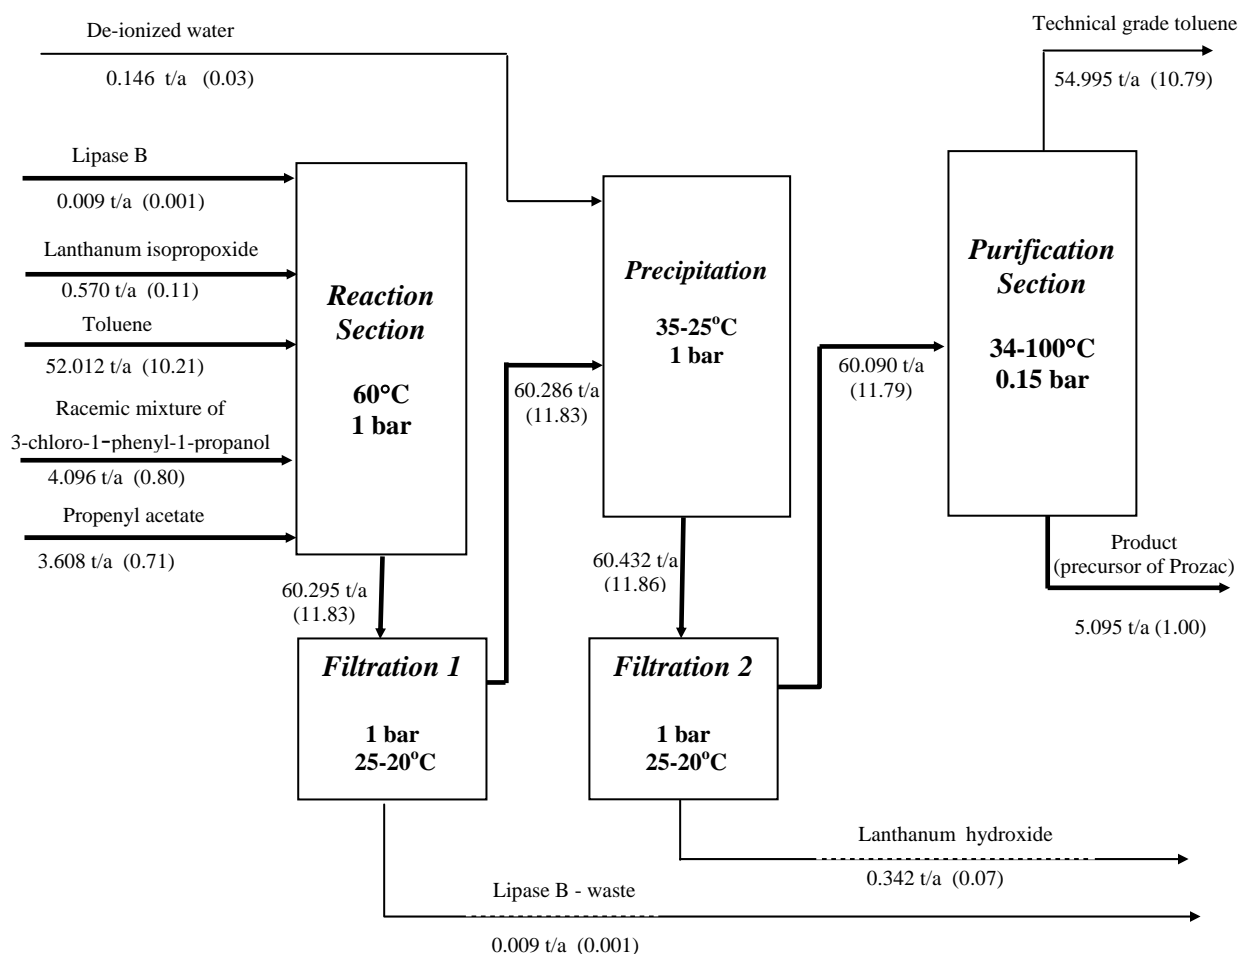 De-ionized water
0.146 t/a (0.03)
Technical grade toluene
54.995 t/a (10.79)
Lipase B
0.009 t/a (0.001)
Lanthanum isopropoxide
0.570 t/a (0.11)
Toluene
52.012 t/a (10.21)
Racemic mixture of
3-chloro-1-phenyl-1-propanol
4.096 t/a (0.80)
Propenyl acetate
3.608 t/a (0.71)
Reaction
Section
60°C
1 bar
60.295 t/a
(11.83)
Filtration 1
1 bar
25-20°C
60.286 t/a
(11.83)
Precipitation
35-25°C
1 bar
60.432 t/a
(11.86)
Filtration 2
1 bar
25-20°C
60.090 t/a
(11.79)
Purification
Section
34-100°C
0.15 bar
Product
(precursor of Prozac)
5.095 t/a (1.00)
Lanthanum hydroxide
0.342 t/a (0.07)
Lipase B - waste
0.009 t/a (0.001)